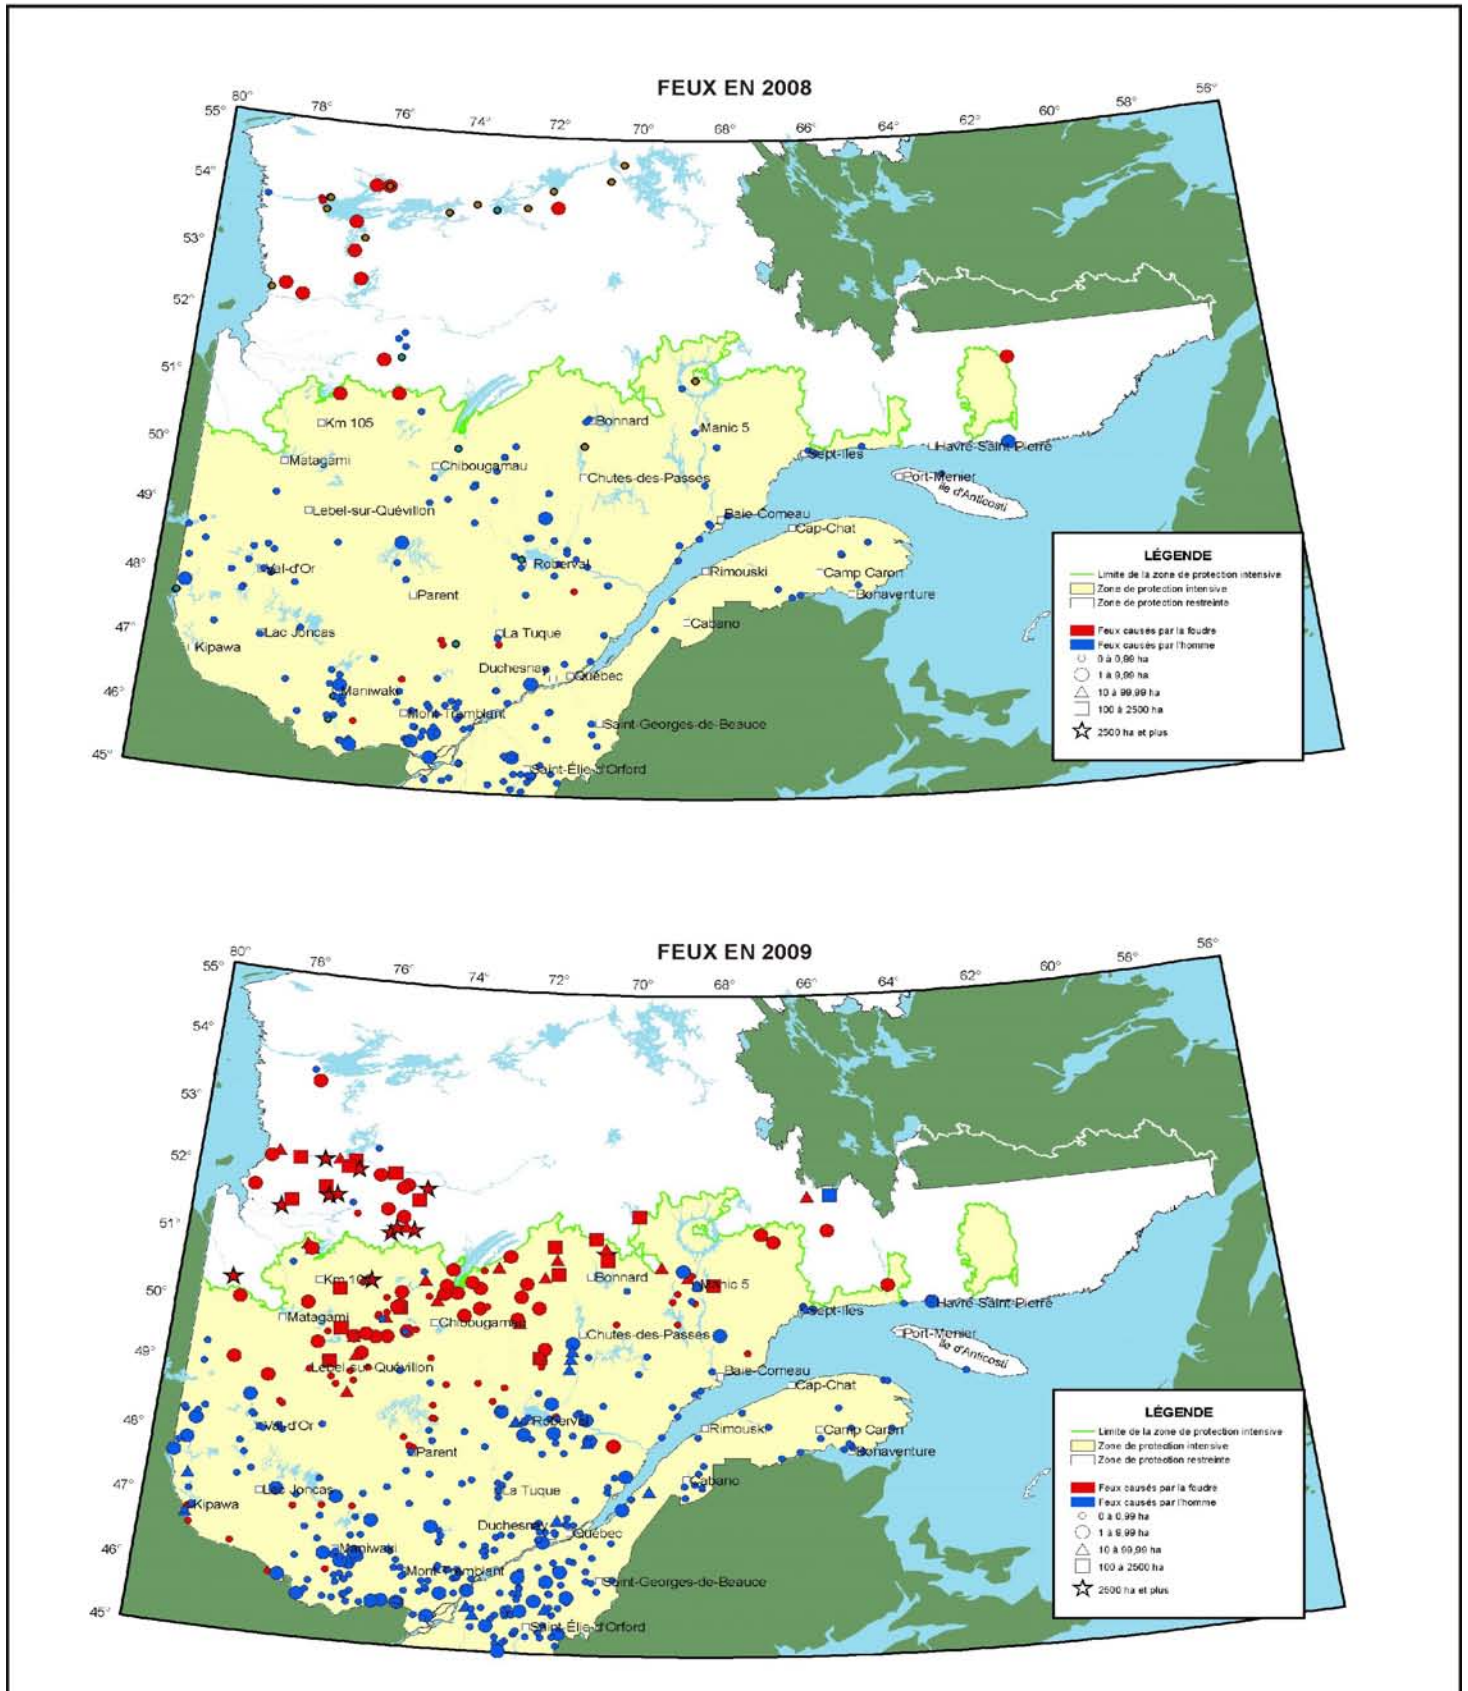 FEUX EN 2008
80°
78°
76°
74°
72°
70°
68°
66°
64°
62°
60°
58°
56°
55°
54°
53°
52°
51°
50°
49°
48°
47°
46°
45°
Km 105
Bonnard
Manic 5
Matagami
Chibougamau
Chutes-des-Passes
Sept-Iles
Havre-Saint-Pierre
Port-Menier
île d'Anticosti
Lebel-sur-Quévillon
Baie-Comeau
Cap-Chat
Val-d'Or
Roberval
Rimouski
Camp Caron
Parent
Bonaventure
Lac Joncas
La Tuque
Cabano
Kipawa
Duchesnay
Québec
Maniwaki
Mont-Tremblant
Saint-Georges-de-Beauce
Saint-Élie-d'Orford
LÉGENDE
Limite de la zone de protection intensive
Zone de protection intensive
Zone de protection restreinte
Feux causés par la foudre
Feux causés par l'homme
0 à 0,99 ha
1 à 9,99 ha
10 à 99,99 ha
100 à 2500 ha
2500 ha et plus
FEUX EN 2009
80°
78°
76°
74°
72°
70°
68°
66°
64°
62°
60°
58°
56°
55°
54°
53°
52°
51°
50°
49°
48°
47°
46°
45°
Km 105
Bonnard
Manic 5
Matagami
Chibougamau
Chutes-des-Passes
Sept-Iles
Havre-Saint-Pierre
Port-Menier
île d'Anticosti
Lebel-sur-Quévillon
Baie-Comeau
Cap-Chat
Val-d'Or
Roberval
Rimouski
Camp Caron
Parent
Bonaventure
Lac Joncas
La Tuque
Cabano
Kipawa
Duchesnay
Québec
Maniwaki
Mont-Tremblant
Saint-Georges-de-Beauce
Saint-Élie-d'Orford
LÉGENDE
Limite de la zone de protection intensive
Zone de protection intensive
Zone de protection restreinte
Feux causés par la foudre
Feux causés par l'homme
0 à 0,99 ha
1 à 9,99 ha
10 à 99,99 ha
100 à 2500 ha
2500 ha et plus